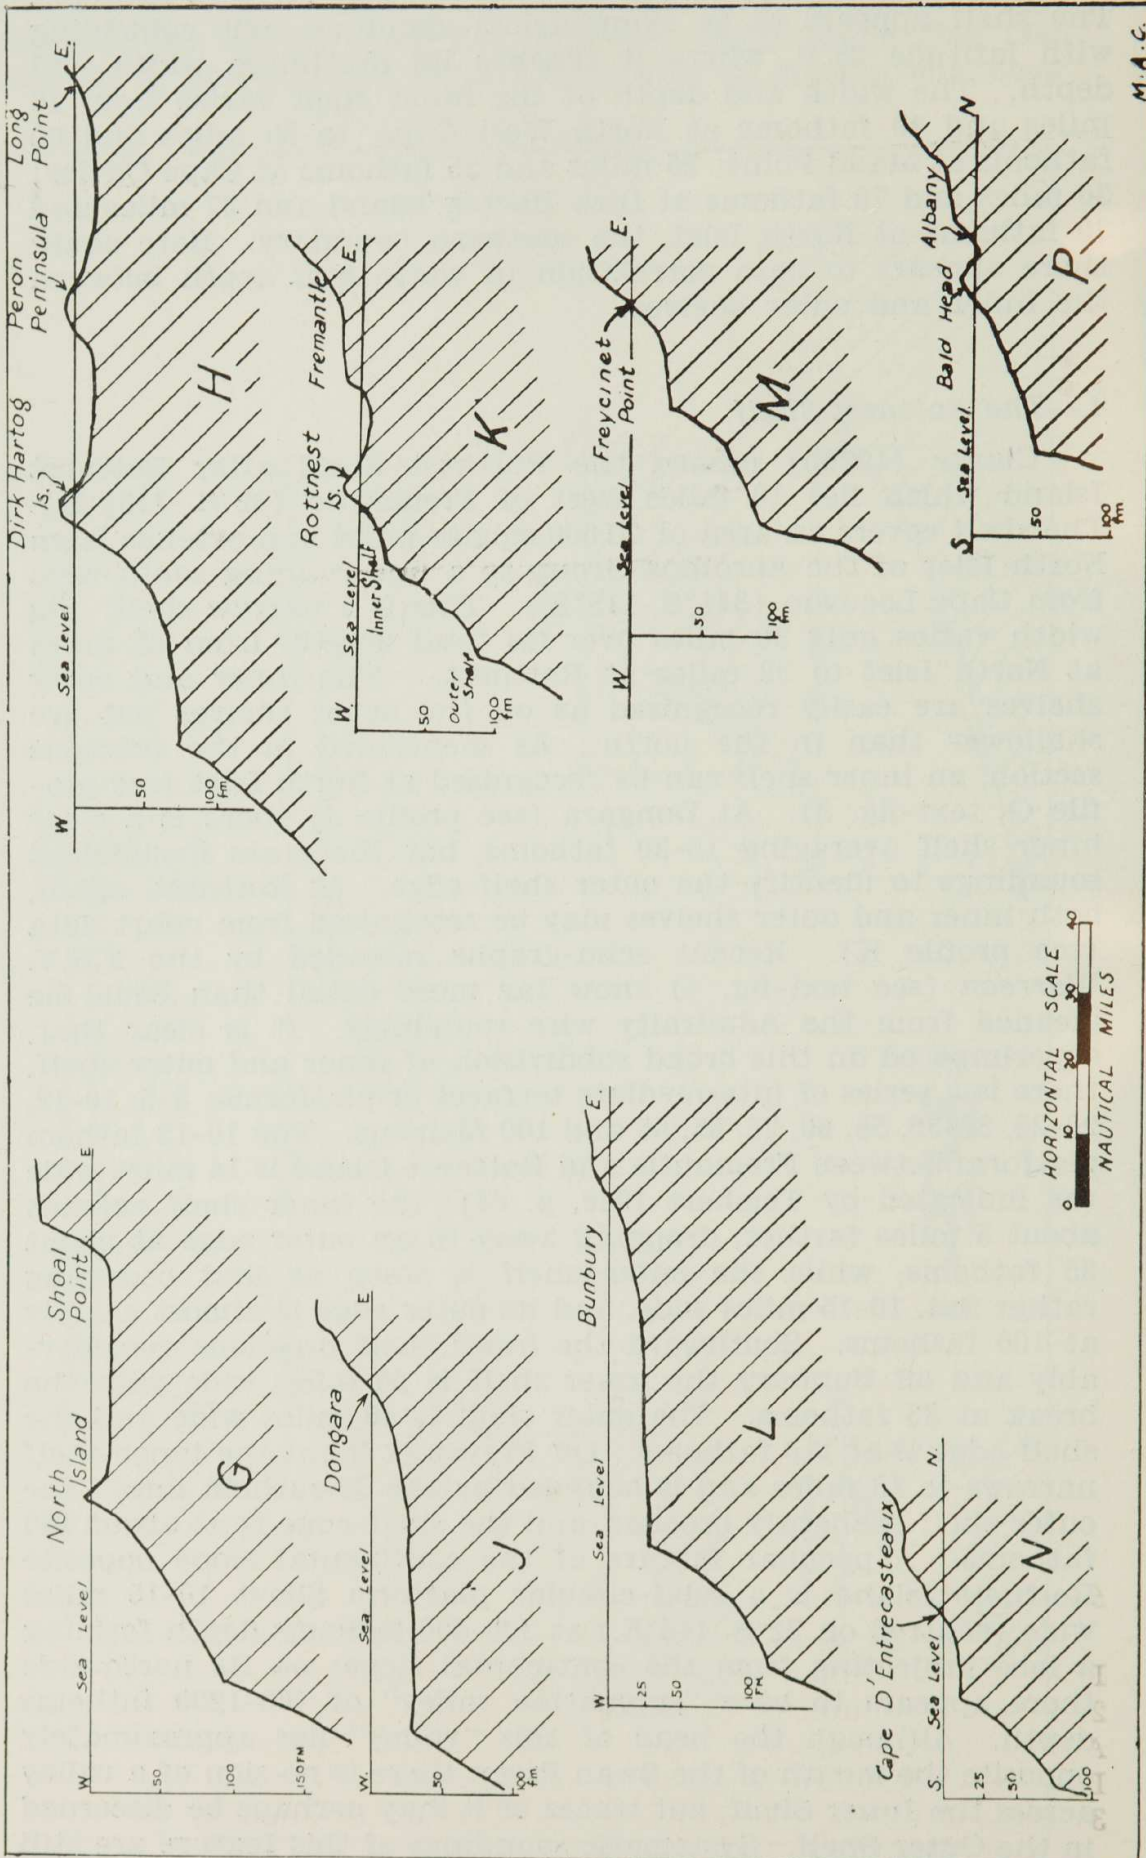 North Island
Shoal Point
W. Sea Level E
50
100
150FM
G
Dirk Hartog Is.
Peron Peninsula
Long Point
W Sea Level E.
50
100 fm
H
Dongara
W. Sea Level E.
50
100 fm
J
Rottnest Is.
Fremantle
W Sea Level E.
Inner Shelf
Outer Shelf
50
100 fm
K
Bunbury
W Sea Level E.
25
50
100 FM
L
Freycinet Point
W Sea Level E.
50
100 fm
M
Cape D'Entrecasteaux
S. Sea Level N.
25
50
100
N
Bald Head
Albany
S Sea Level N
50
100 fm
P
HORIZONTAL SCALE
0 10 20 30 40
NAUTICAL MILES
M.A.C.